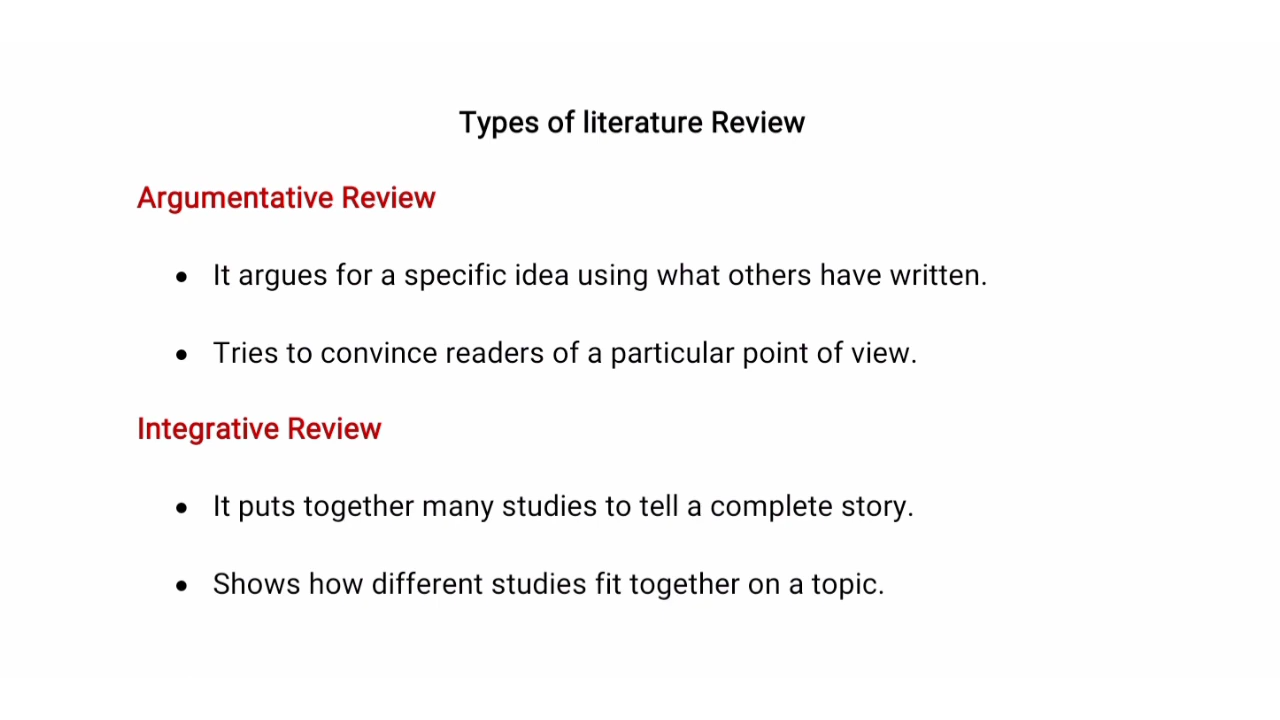 Types of literature Review
Argumentative Review
• It argues for a specific idea using what others have written.
• Tries to convince readers of a particular point of view.
Integrative Review
• It puts together many studies to tell a complete story.
• Shows how different studies fit together on a topic.